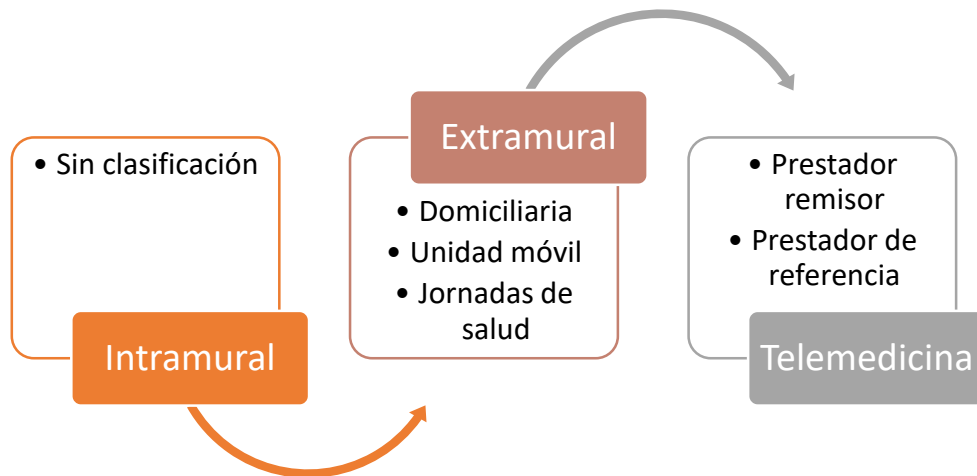 • Sin clasificación
Intramural
Extramural
• Domiciliaria
• Unidad móvil
• Jornadas de
salud
• Prestador
remisor
• Prestador de
referencia
Telemedicina